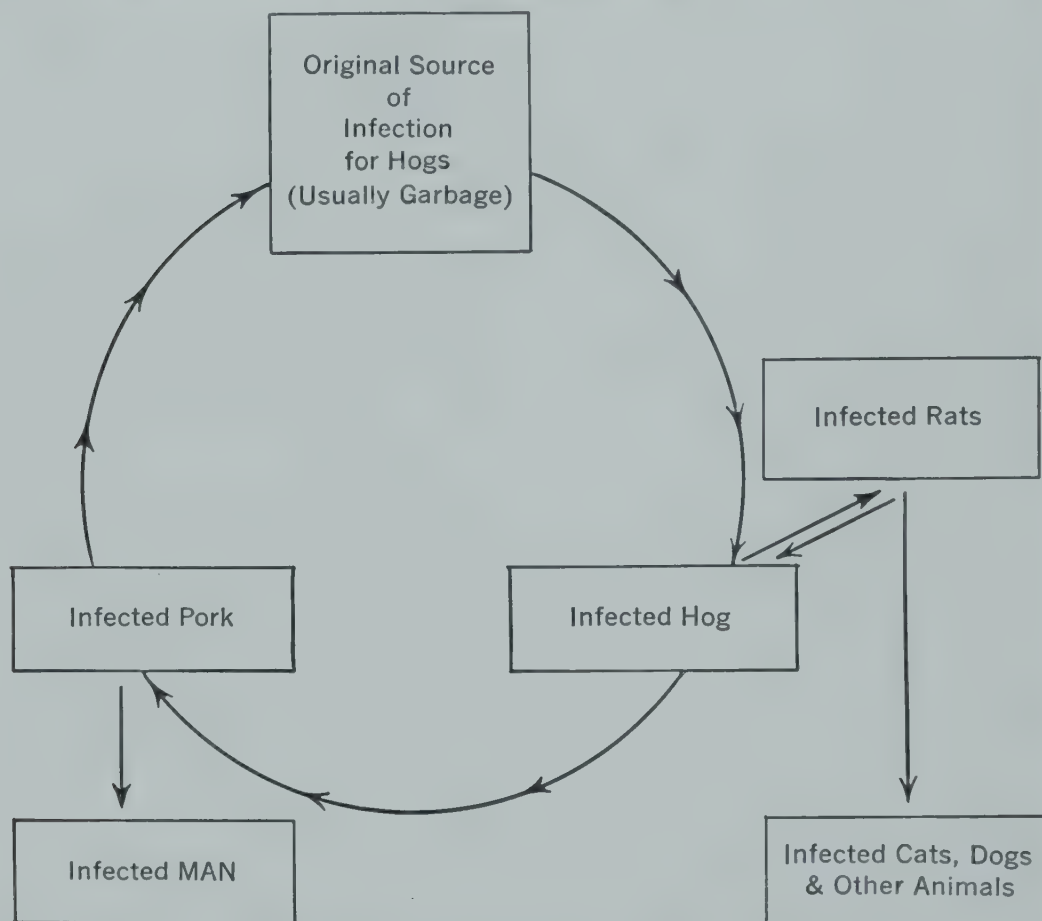 Original Source
of
Infection
for Hogs
(Usually Garbage)
Infected Rats
Infected Pork
Infected Hog
Infected MAN
Infected Cats, Dogs
& Other Animals